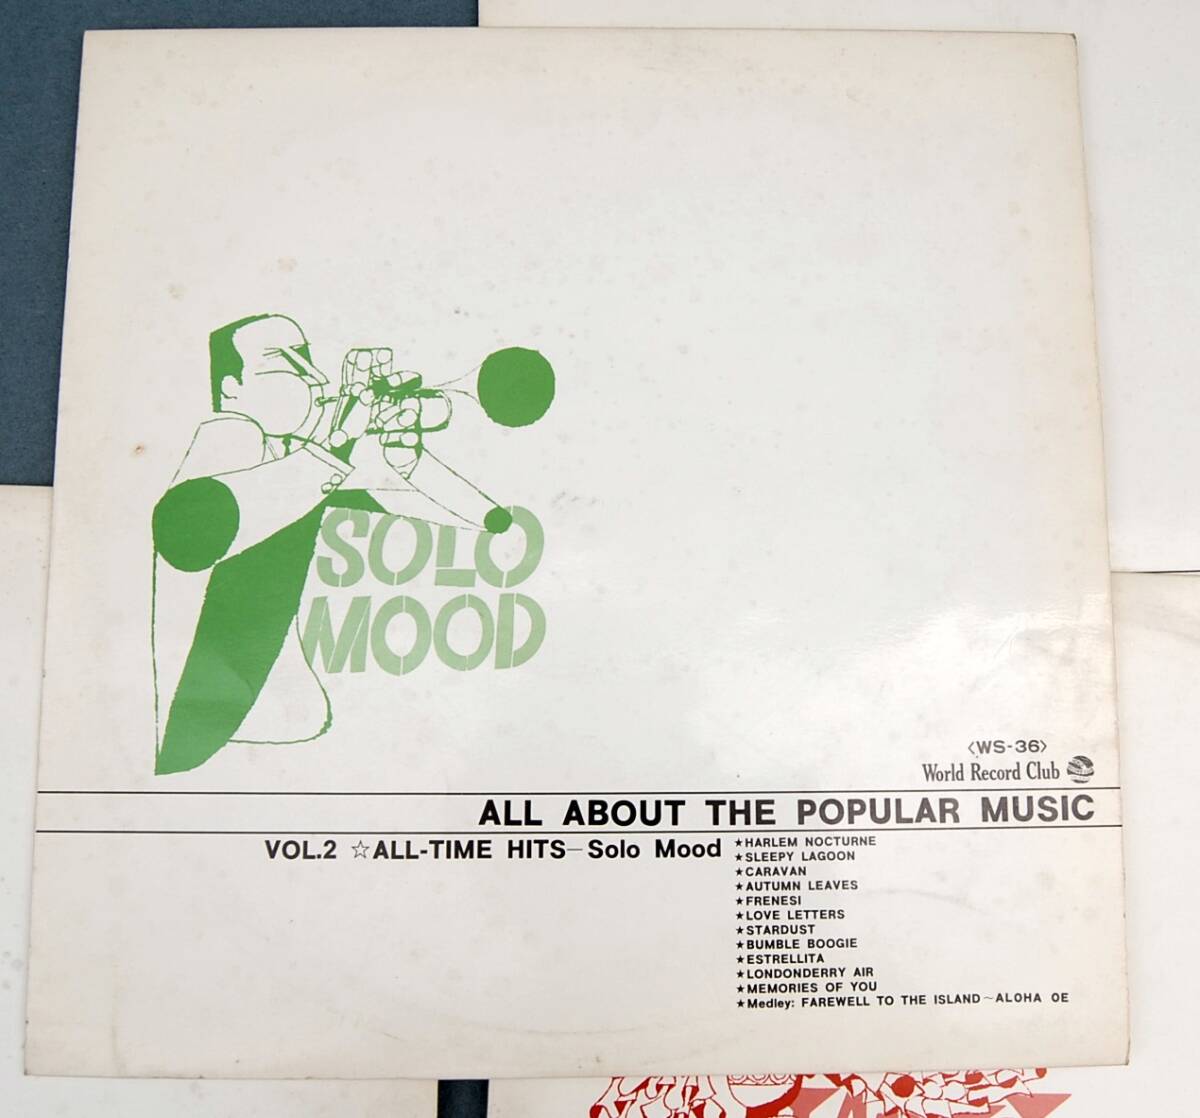 SOLO
MOOD
〈WS-36〉
World Record Club
ALL ABOUT THE POPULAR MUSIC
VOL.2 ☆ALL-TIME HITS—Solo Mood
★HARLEM NOCTURNE
★SLEEPY LAGOON
★CARAVAN
★AUTUMN LEAVES
★FRENESI
★LOVE LETTERS
★STARDUST
★BUMBLE BOOGIE
★ESTRELLITA
★LONDONDERRY AIR
★MEMORIES OF YOU
★Medley: FAREWELL TO THE ISLAND～ALOHA OE